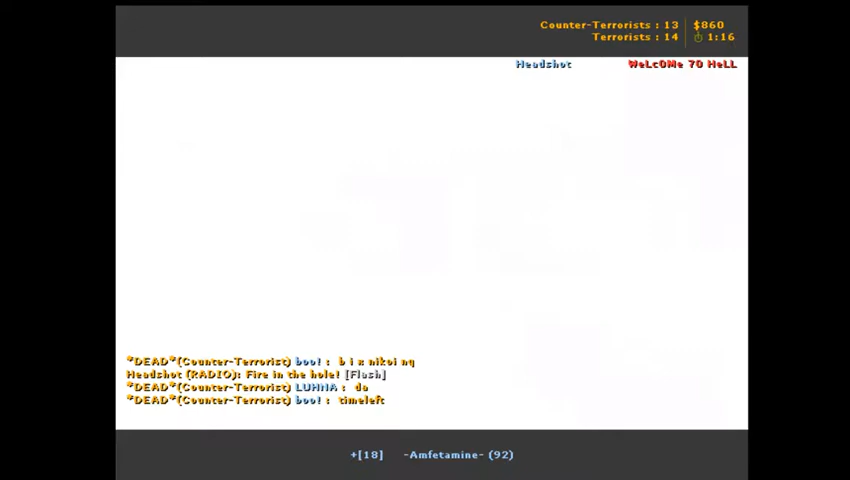 Counter-Terrorists : 13 $860
Terrorists : 14 1:16
Headshot WeLcOMe 70 HeLL
*DEAD*(Counter-Terrorist) boo! : b i x nikoi nq
Headshot (RADIO): Fire in the hole! [Flash]
*DEAD*(Counter-Terrorist) LUHNA : da
*DEAD*(Counter-Terrorist) boo! : timeleft
+[18] -Amfetamine- (92)